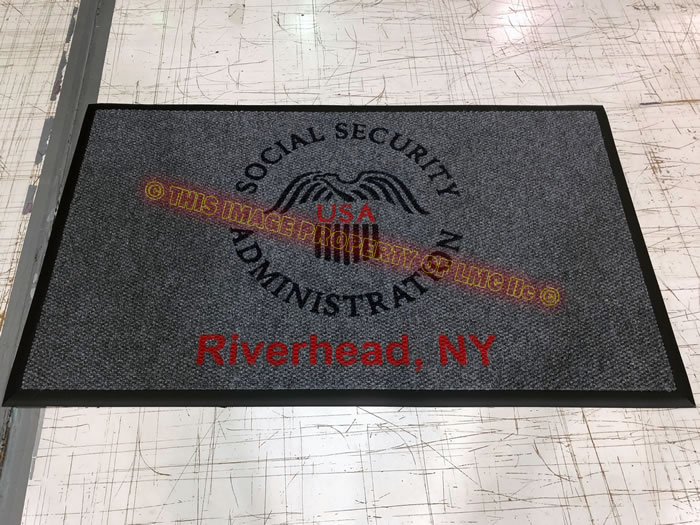 SOCIAL SECURITY
USA
ADMINISTRATION
© THIS IMAGE PROPERTY OF LMC llc ©
Riverhead, NY